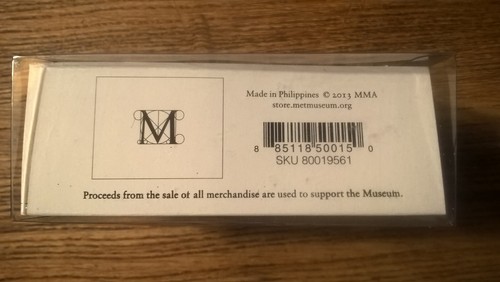 M
Made in Philippines © 2013 MMA
store.metmuseum.org
8 85118 50015 0
SKU 80019561
Proceeds from the sale of all merchandise are used to support the Museum.